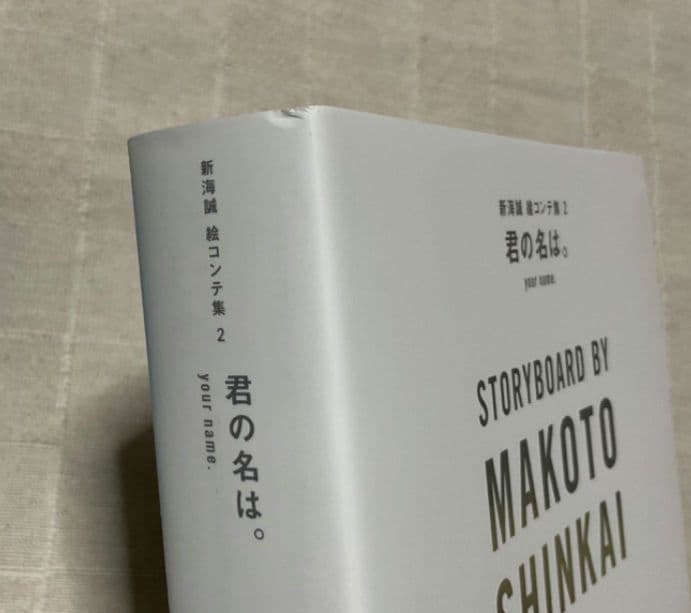 新海誠 絵コンテ集 2
君の名は。
your name.
新海誠 絵コンテ集 2
君の名は。
your name.
STORYBOARD BY
MAKOTO
SHINKAI